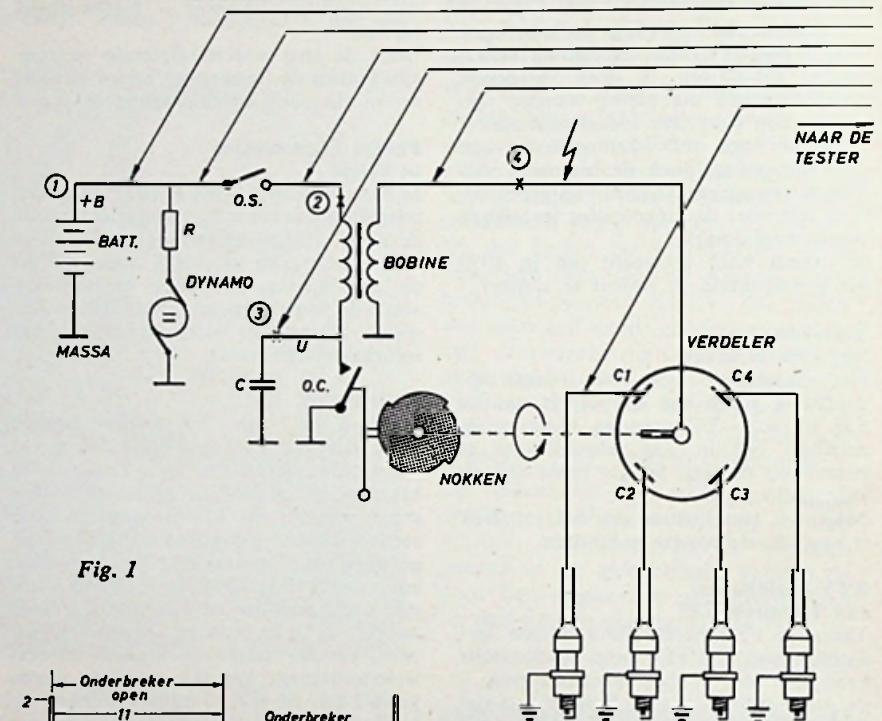 NAAR DE
TESTER
1
+B
BATT.
R
DYNAMO
=
MASSA
O.S.
2
4
BOBINE
3
U
C
O.C.
NOKKEN
VERDELER
C1
C4
C2
C3
Fig. 1
Onderbreker
open
2
11
Onderbreker